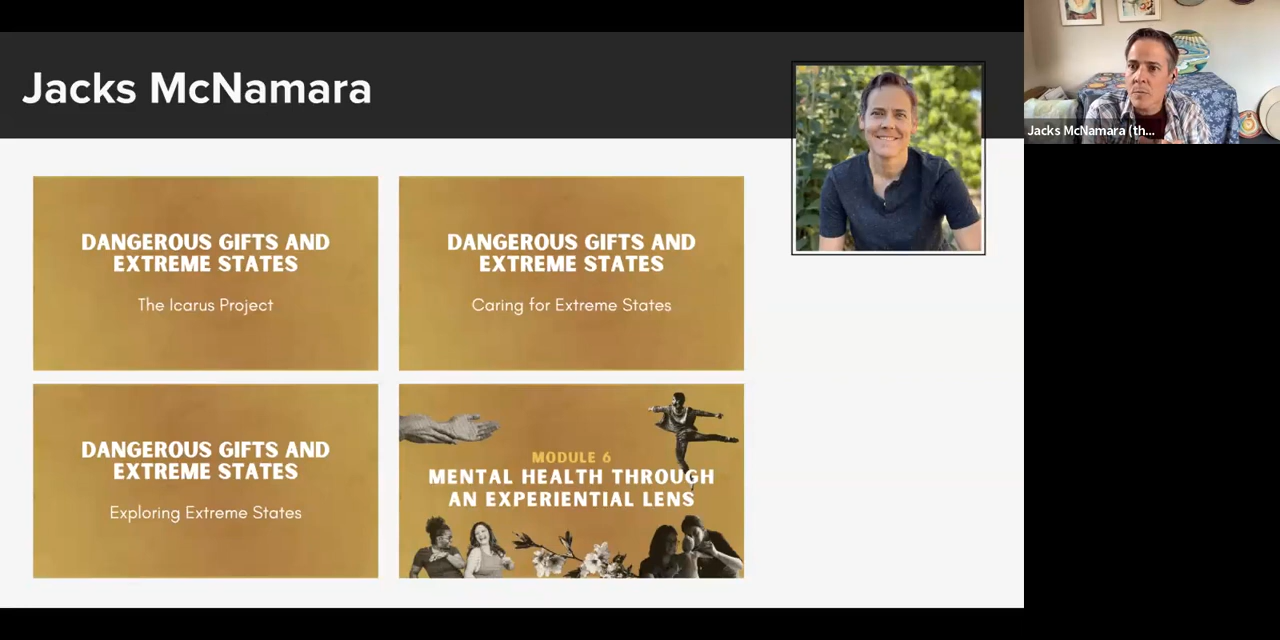 Jacks McNamara
Jacks McNamara (th...
DANGEROUS GIFTS AND
EXTREME STATES
The Icarus Project
DANGEROUS GIFTS AND
EXTREME STATES
Caring for Extreme States
DANGEROUS GIFTS AND
EXTREME STATES
Exploring Extreme States
MODULE 6
MENTAL HEALTH THROUGH
AN EXPERIENTIAL LENS